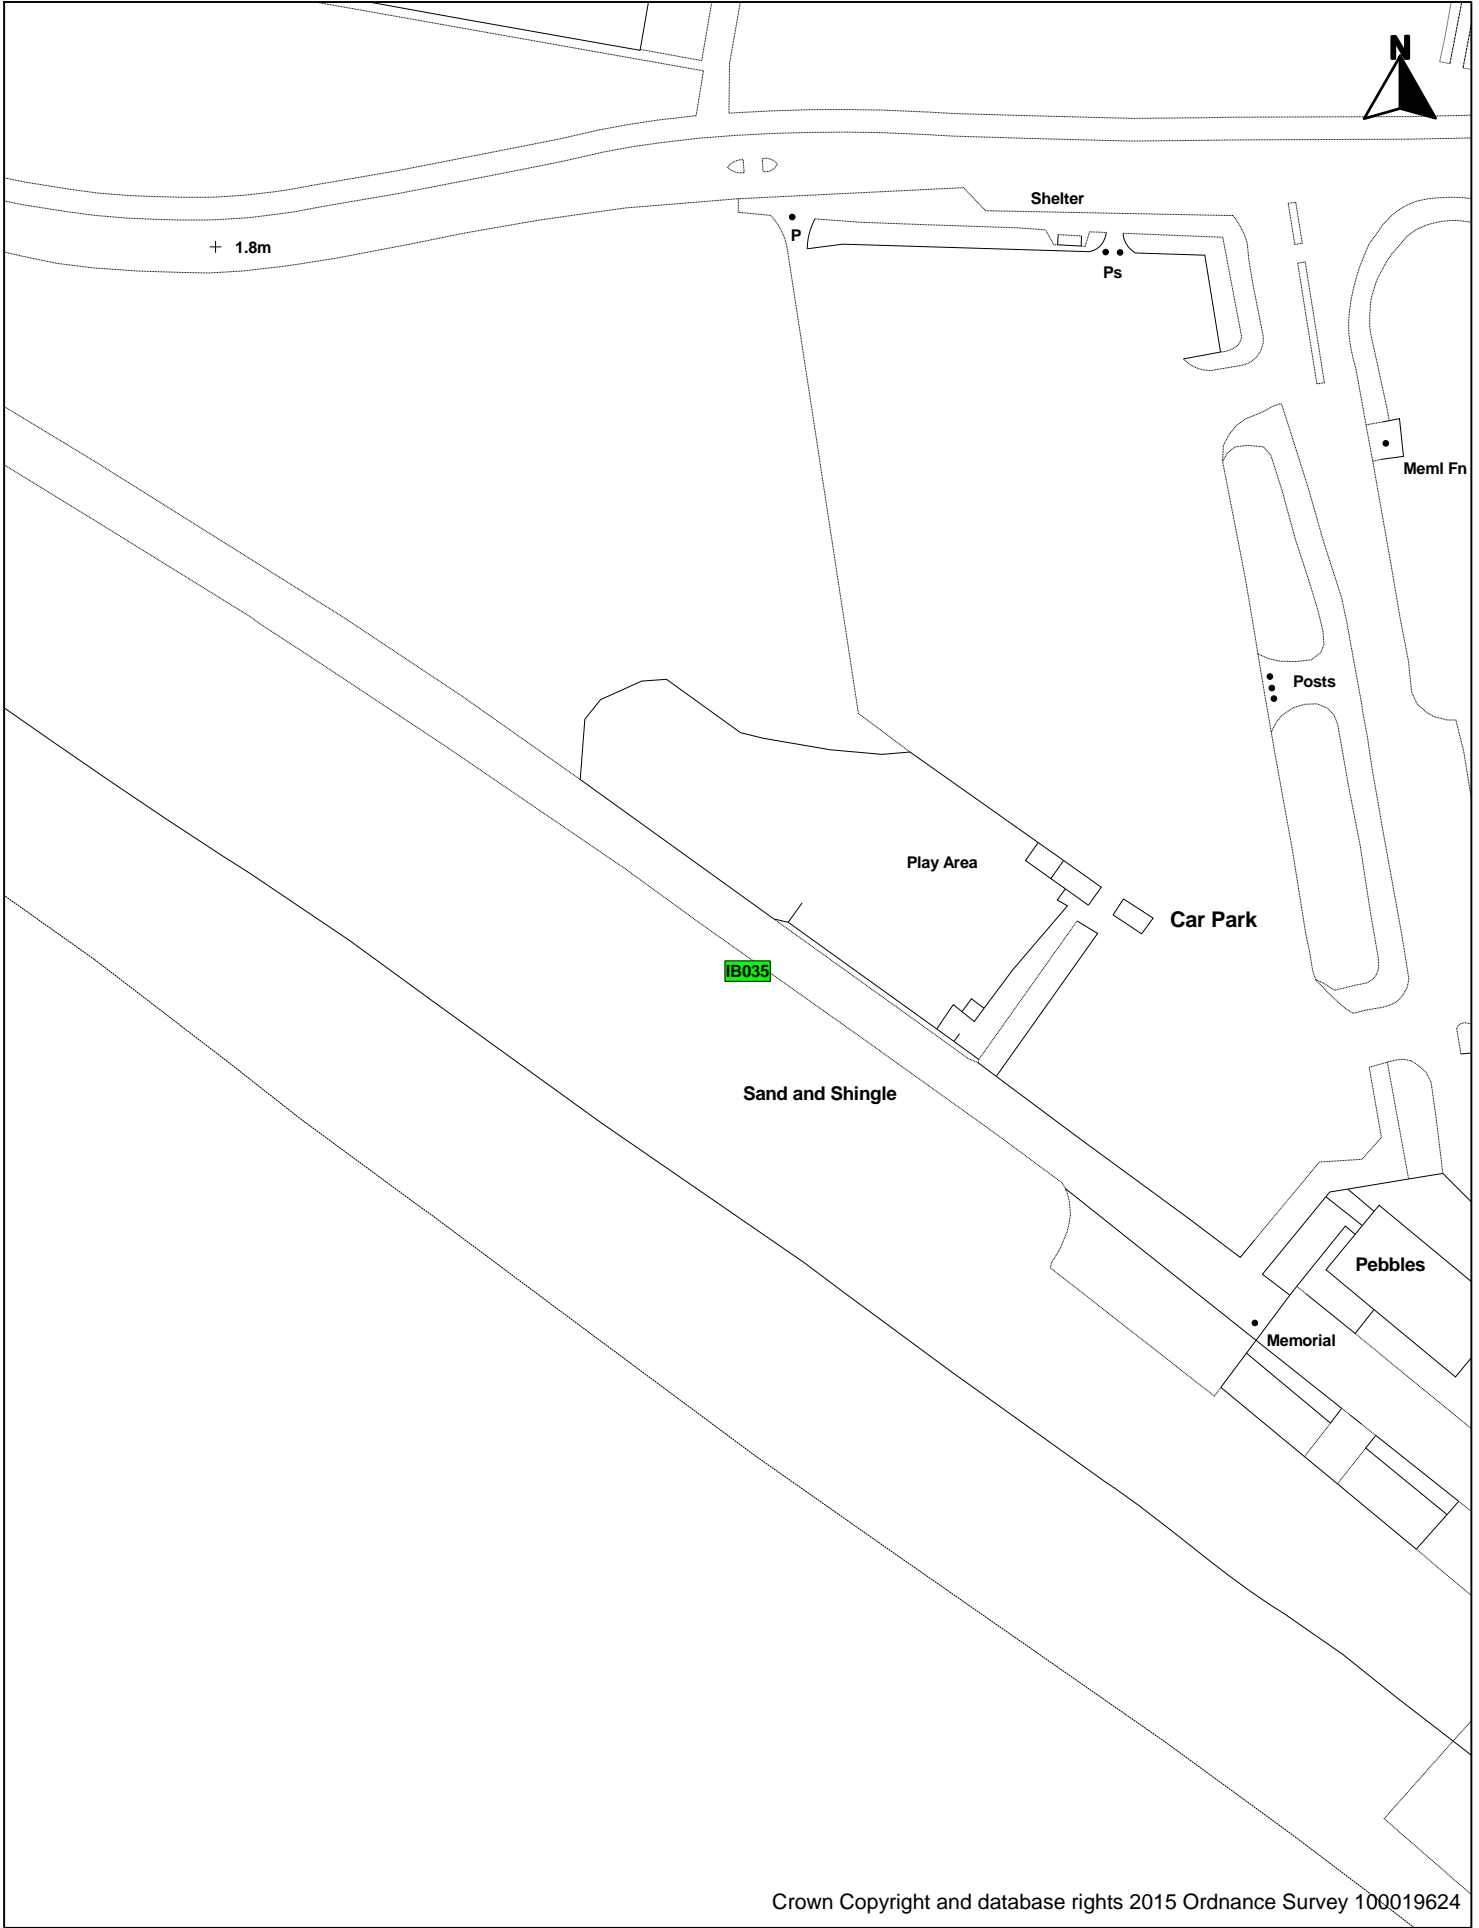 N
Shelter
P
1.8m
Ps
Meml Fn
Posts
Play Area
Car Park
IB035
Sand and Shingle
Pebbles
Memorial
Crown Copyright and database rights 2015 Ordnance Survey 100019624